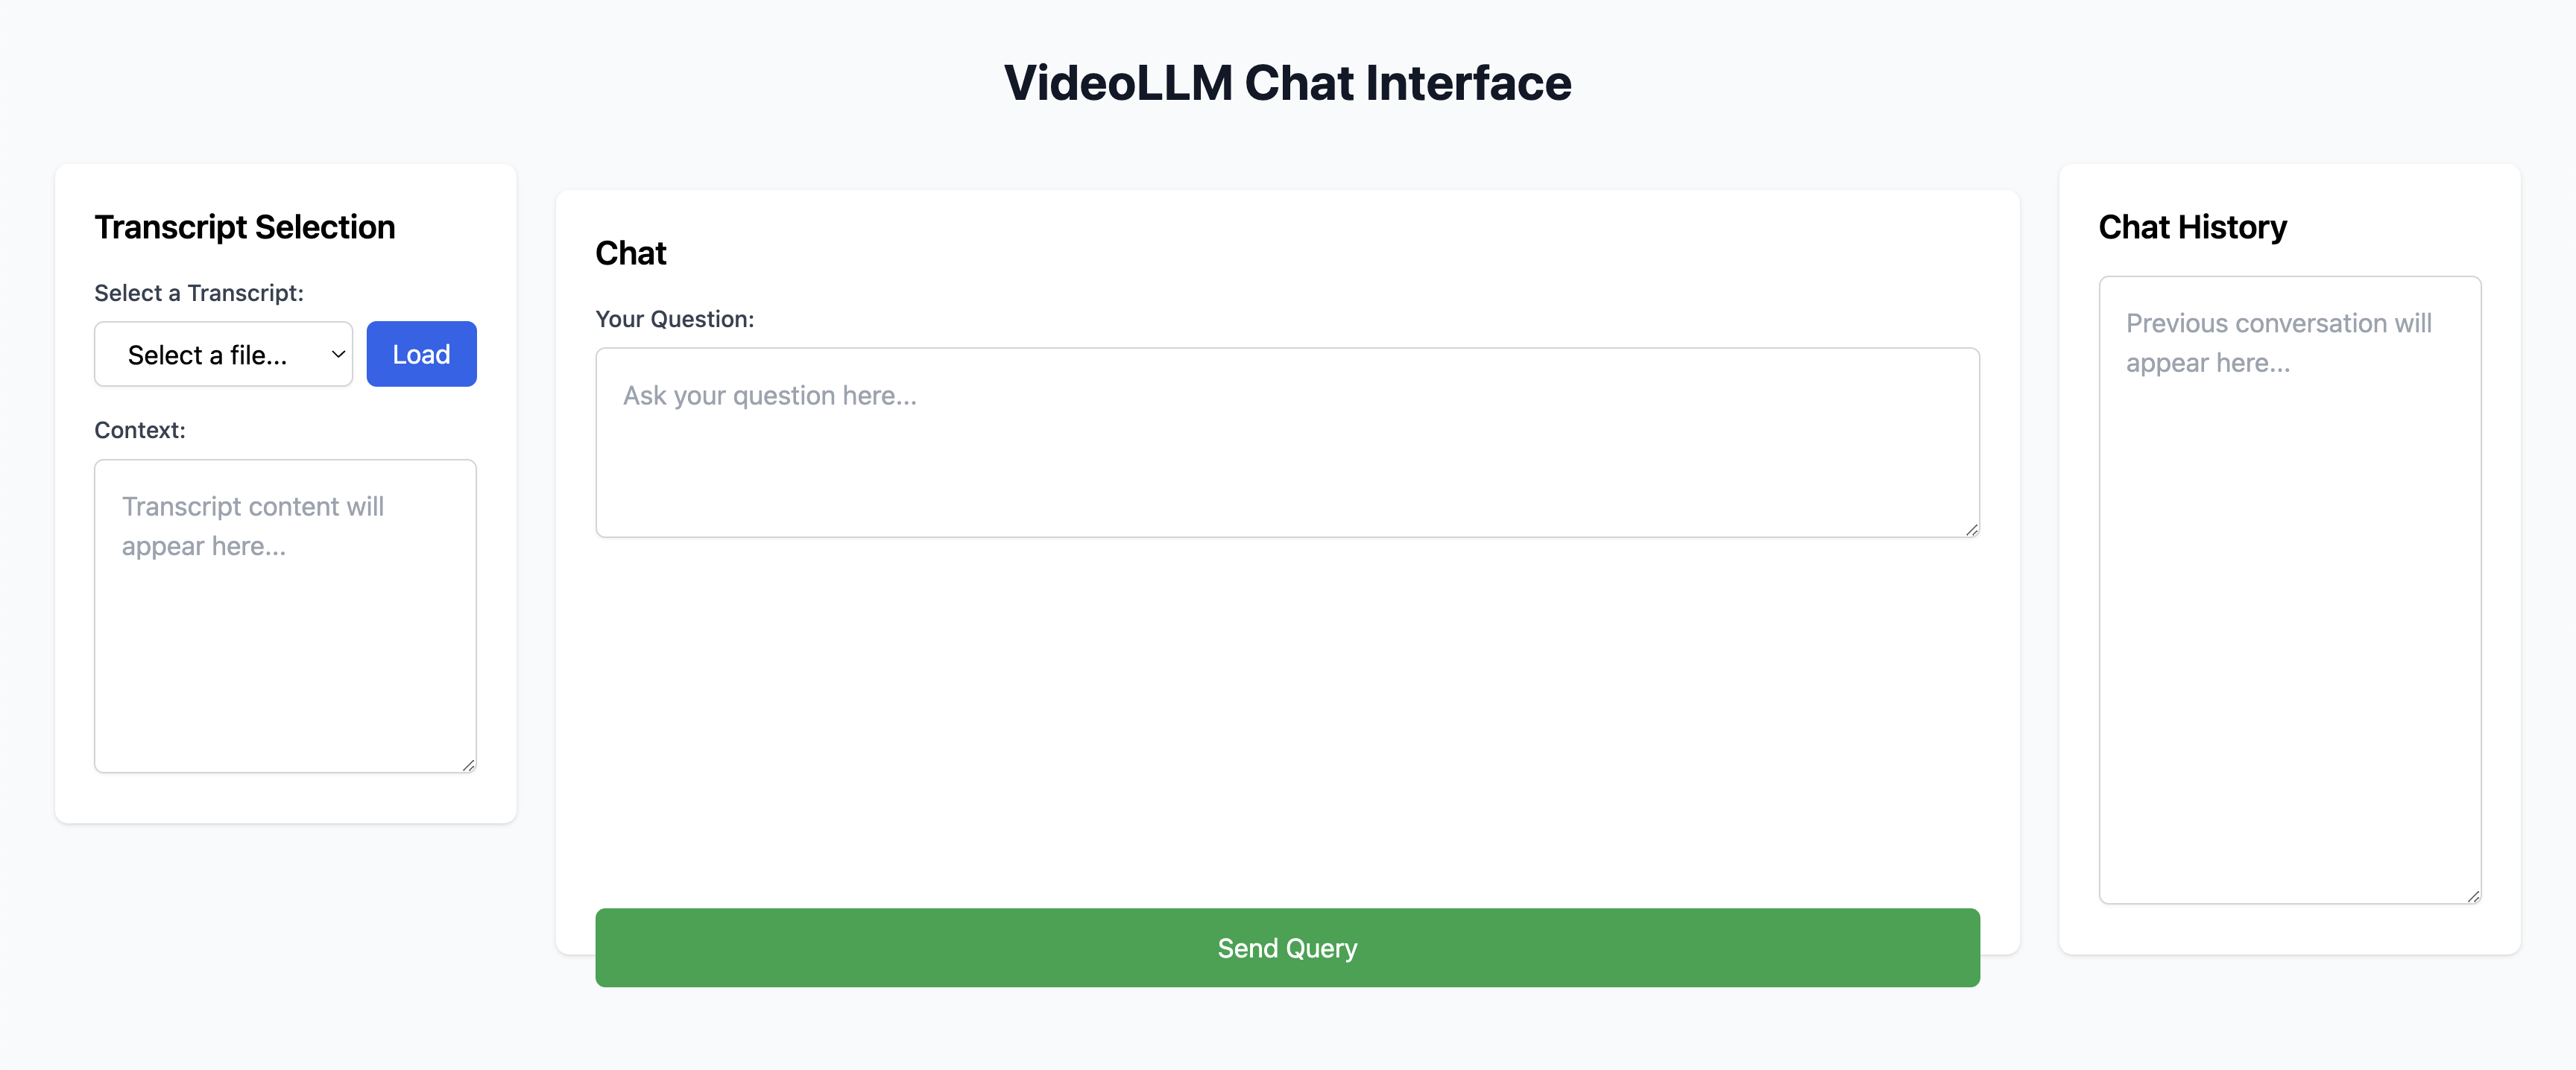 VideoLLM Chat Interface
Transcript Selection
Select a Transcript:
Select a file...
Load
Context:
Transcript content will
appear here...
Chat
Your Question:
Ask your question here...
Send Query
Chat History
Previous conversation will
appear here...